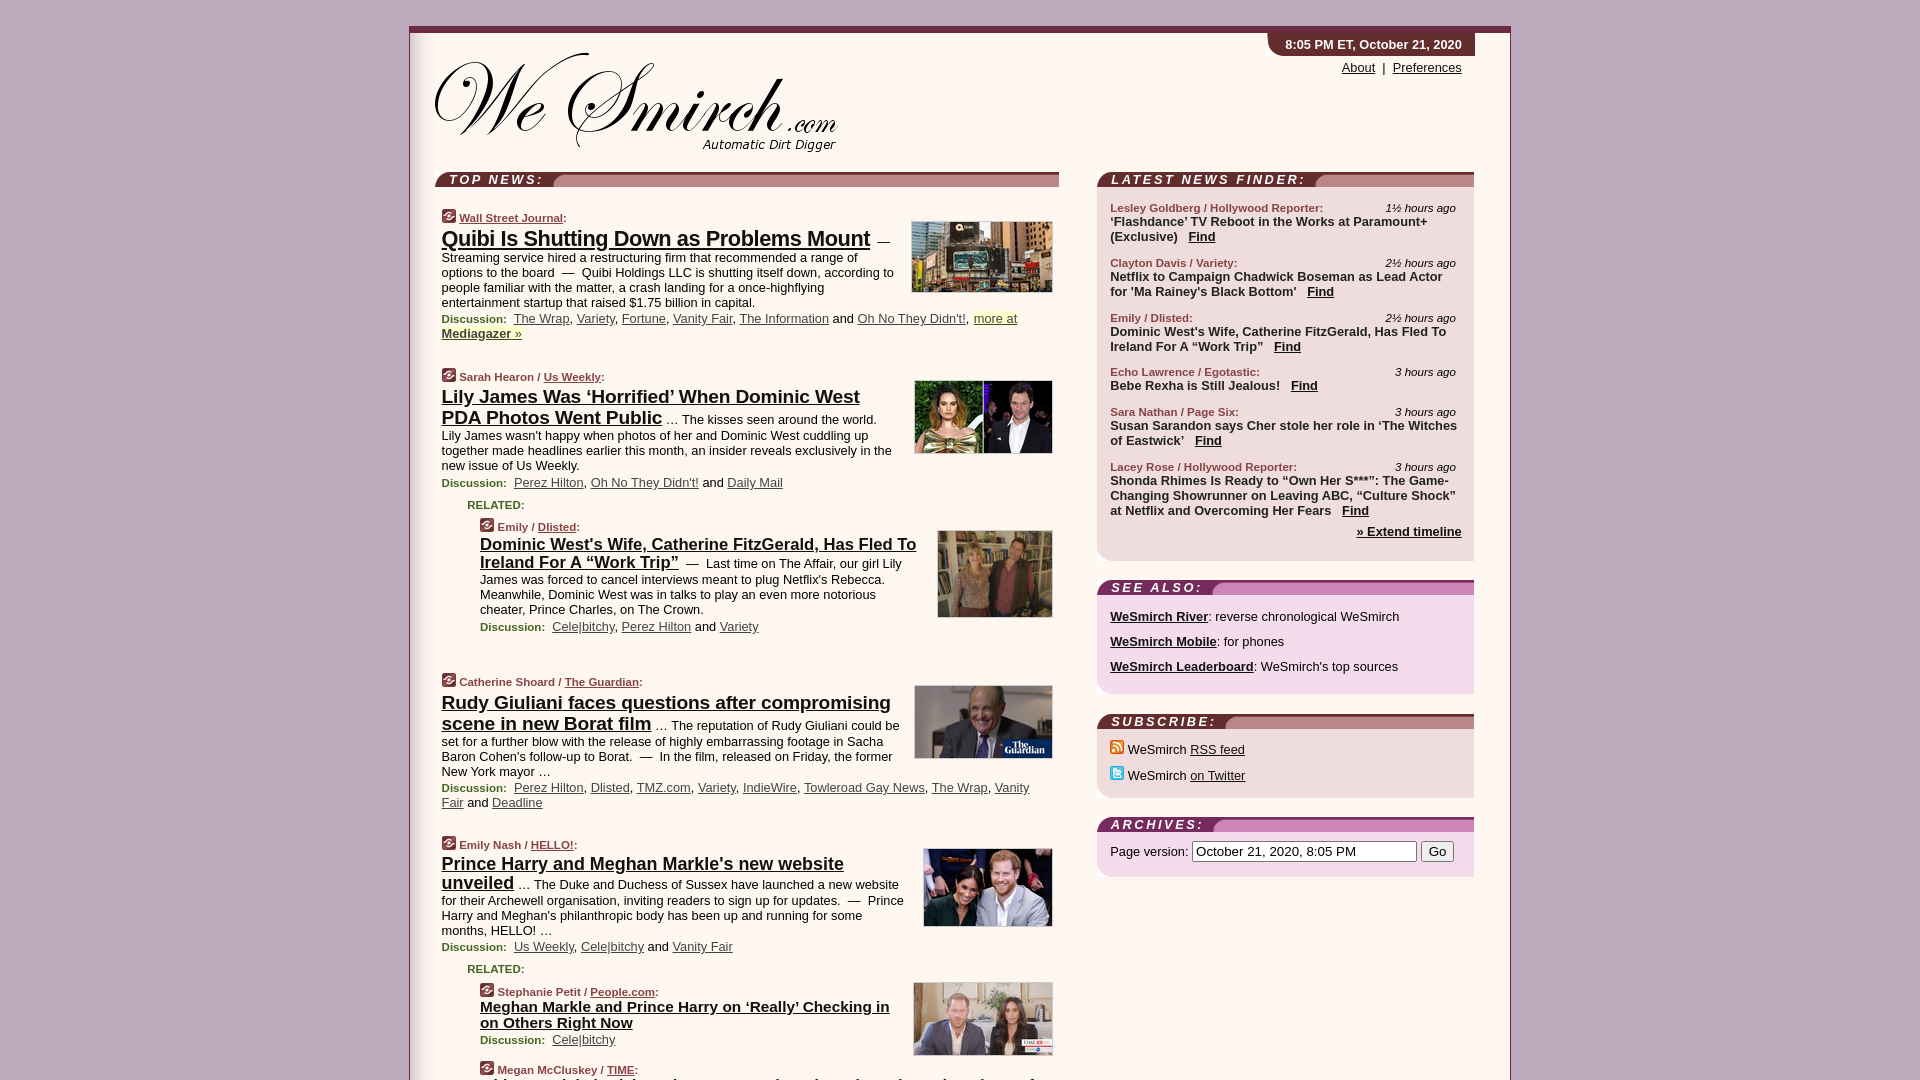 8:05 PM ET, October 21, 2020
About | Preferences
We Smirch.com
Automatic Dirt Digger
TOP NEWS:
Wall Street Journal:
Quibi Is Shutting Down as Problems Mount —
Streaming service hired a restructuring firm that recommended a range of
options to the board — Quibi Holdings LLC is shutting itself down, according to
people familiar with the matter, a crash landing for a once-highflying
entertainment startup that raised $1.75 billion in capital.
Discussion: The Wrap, Variety, Fortune, Vanity Fair, The Information and Oh No They Didn't!, more at
Mediagazer »
Sarah Hearon / Us Weekly:
Lily James Was ‘Horrified’ When Dominic West
PDA Photos Went Public … The kisses seen around the world.
Lily James wasn't happy when photos of her and Dominic West cuddling up
together made headlines earlier this month, an insider reveals exclusively in the
new issue of Us Weekly.
Discussion: Perez Hilton, Oh No They Didn't! and Daily Mail
RELATED:
Emily / Dlisted:
Dominic West's Wife, Catherine FitzGerald, Has Fled To
Ireland For A “Work Trip” — Last time on The Affair, our girl Lily
James was forced to cancel interviews meant to plug Netflix's Rebecca.
Meanwhile, Dominic West was in talks to play an even more notorious
cheater, Prince Charles, on The Crown.
Discussion: Cele|bitchy, Perez Hilton and Variety
Catherine Shoard / The Guardian:
Rudy Giuliani faces questions after compromising
scene in new Borat film … The reputation of Rudy Giuliani could be
set for a further blow with the release of highly embarrassing footage in Sacha
Baron Cohen's follow-up to Borat. — In the film, released on Friday, the former
New York mayor …
The
Guardian
Discussion: Perez Hilton, Dlisted, TMZ.com, Variety, IndieWire, Towleroad Gay News, The Wrap, Vanity
Fair and Deadline
Emily Nash / HELLO!:
Prince Harry and Meghan Markle's new website
unveiled … The Duke and Duchess of Sussex have launched a new website
for their Archewell organisation, inviting readers to sign up for updates. — Prince
Harry and Meghan's philanthropic body has been up and running for some
months, HELLO! …
Discussion: Us Weekly, Cele|bitchy and Vanity Fair
RELATED:
Stephanie Petit / People.com:
Meghan Markle and Prince Harry on ‘Really’ Checking in
on Others Right Now
Discussion: Cele|bitchy
Megan McCluskey / TIME:
LATEST NEWS FINDER:
Lesley Goldberg / Hollywood Reporter: 1½ hours ago
‘Flashdance’ TV Reboot in the Works at Paramount+
(Exclusive) Find
Clayton Davis / Variety: 2½ hours ago
Netflix to Campaign Chadwick Boseman as Lead Actor
for 'Ma Rainey's Black Bottom' Find
Emily / Dlisted: 2½ hours ago
Dominic West's Wife, Catherine FitzGerald, Has Fled To
Ireland For A “Work Trip” Find
Echo Lawrence / Egotastic: 3 hours ago
Bebe Rexha is Still Jealous! Find
Sara Nathan / Page Six: 3 hours ago
Susan Sarandon says Cher stole her role in ‘The Witches
of Eastwick’ Find
Lacey Rose / Hollywood Reporter: 3 hours ago
Shonda Rhimes Is Ready to “Own Her S***”: The Game-
Changing Showrunner on Leaving ABC, “Culture Shock”
at Netflix and Overcoming Her Fears Find
» Extend timeline
SEE ALSO:
WeSmirch River: reverse chronological WeSmirch
WeSmirch Mobile: for phones
WeSmirch Leaderboard: WeSmirch's top sources
SUBSCRIBE:
WeSmirch RSS feed
WeSmirch on Twitter
ARCHIVES:
Page version: October 21, 2020, 8:05 PM Go